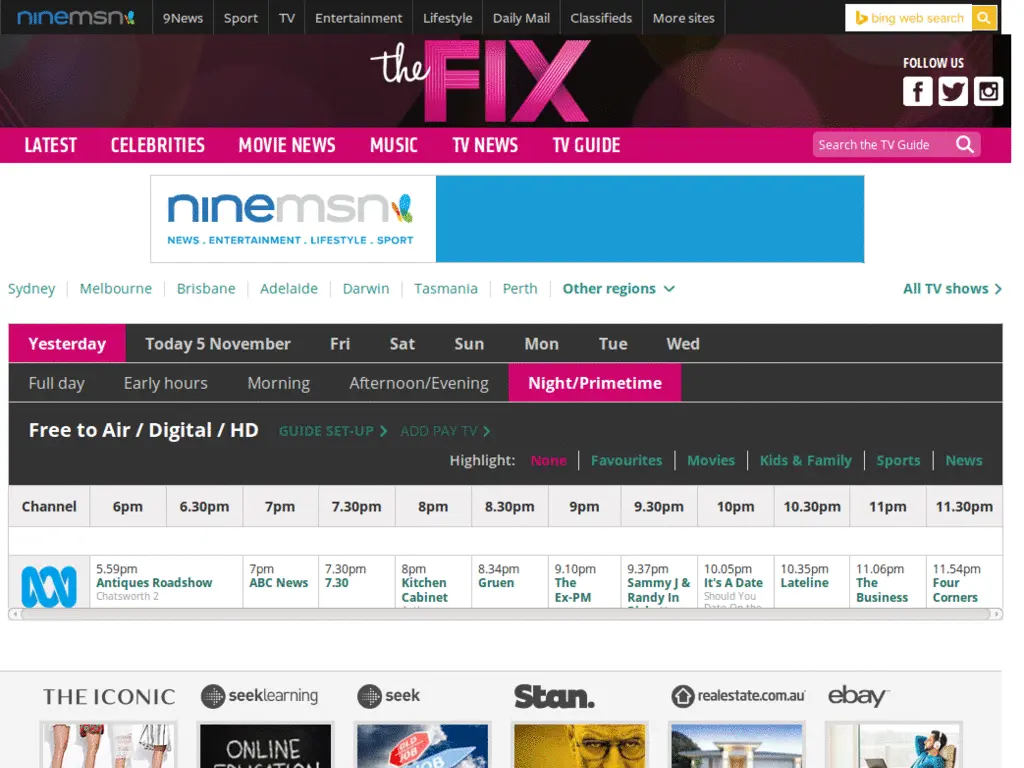 ninemsn 9News Sport TV Entertainment Lifestyle Daily Mail Classifieds More sites bing web search
the FIX
FOLLOW US
LATEST CELEBRITIES MOVIE NEWS MUSIC TV NEWS TV GUIDE Search the TV Guide
ninemsn
NEWS . ENTERTAINMENT . LIFESTYLE . SPORT
Sydney Melbourne Brisbane Adelaide Darwin Tasmania Perth Other regions All TV shows
Yesterday Today 5 November Fri Sat Sun Mon Tue Wed
Full day Early hours Morning Afternoon/Evening Night/Primetime
Free to Air / Digital / HD GUIDE SET-UP ADD PAY TV
Highlight: None Favourites Movies Kids & Family Sports News
Channel 6pm 6.30pm 7pm 7.30pm 8pm 8.30pm 9pm 9.30pm 10pm 10.30pm 11pm 11.30pm
5.59pm 7pm 7.30pm 8pm 8.34pm 9.10pm 9.37pm 10.05pm 10.35pm 11.06pm 11.54pm
Antiques Roadshow ABC News 7.30 Kitchen Gruen The Sammy J & It's A Date Lateline The Four
Chatsworth 2 Cabinet Ex-PM Randy In Should You Business Corners
THE ICONIC seeklearning seek Stan. realestate.com.au ebay
ONLINE OLD JOB
EDUCATION JOB